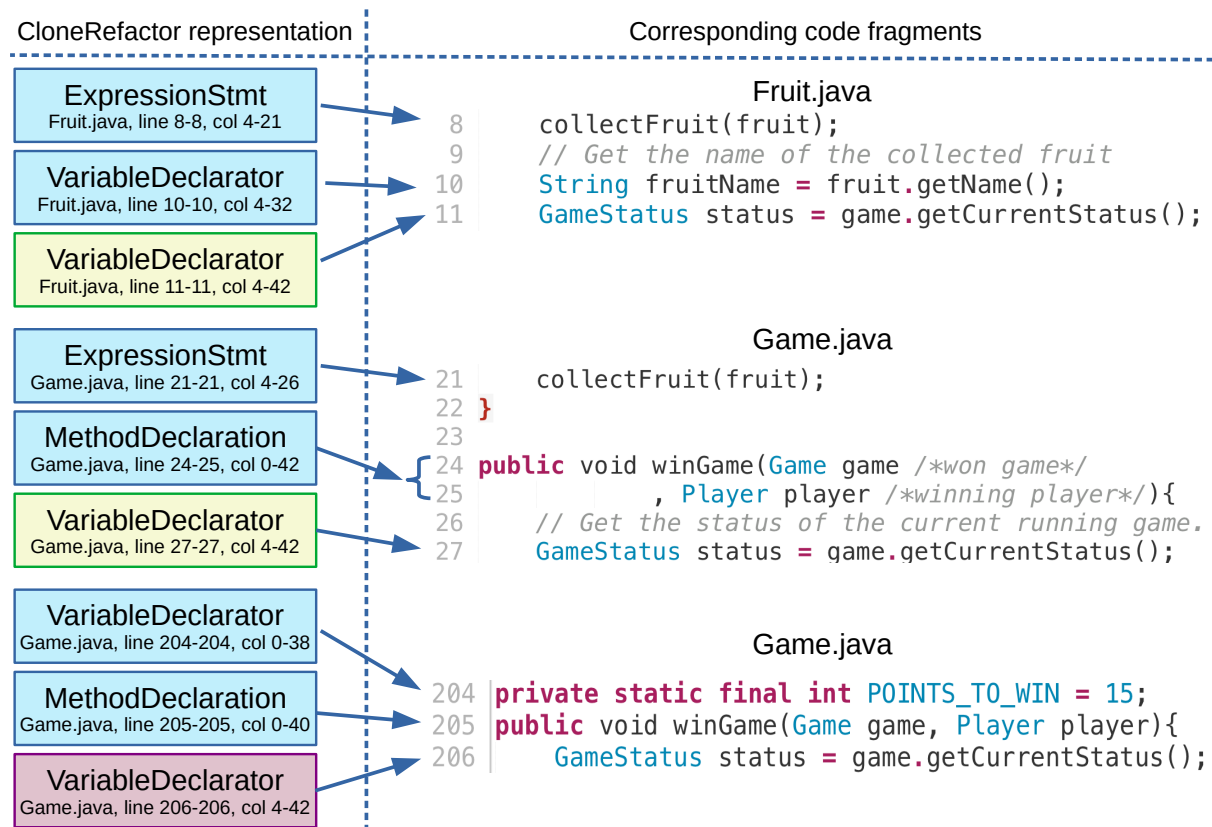 CloneRefactor representation
Corresponding code fragments
ExpressionStmt
Fruit.java, line 8-8, col 4-21
VariableDeclarator
Fruit.java, line 10-10, col 4-32
VariableDeclarator
Fruit.java, line 11-11, col 4-42
Fruit.java
8 collectFruit(fruit);
9 // Get the name of the collected fruit
10 String fruitName = fruit.getName();
11 GameStatus status = game.getCurrentStatus();
ExpressionStmt
Game.java, line 21-21, col 4-26
MethodDeclaration
Game.java, line 24-25, col 0-42
VariableDeclarator
Game.java, line 27-27, col 4-42
Game.java
21 collectFruit(fruit);
22 }
23
24 public void winGame(Game game /*won game*/
25 , Player player /*winning player*/){
26 // Get the status of the current running game.
27 GameStatus status = game.getCurrentStatus();
VariableDeclarator
Game.java, line 204-204, col 0-38
MethodDeclaration
Game.java, line 205-205, col 0-40
VariableDeclarator
Game.java, line 206-206, col 4-42
Game.java
204 private static final int POINTS_TO_WIN = 15;
205 public void winGame(Game game, Player player){
206 GameStatus status = game.getCurrentStatus();